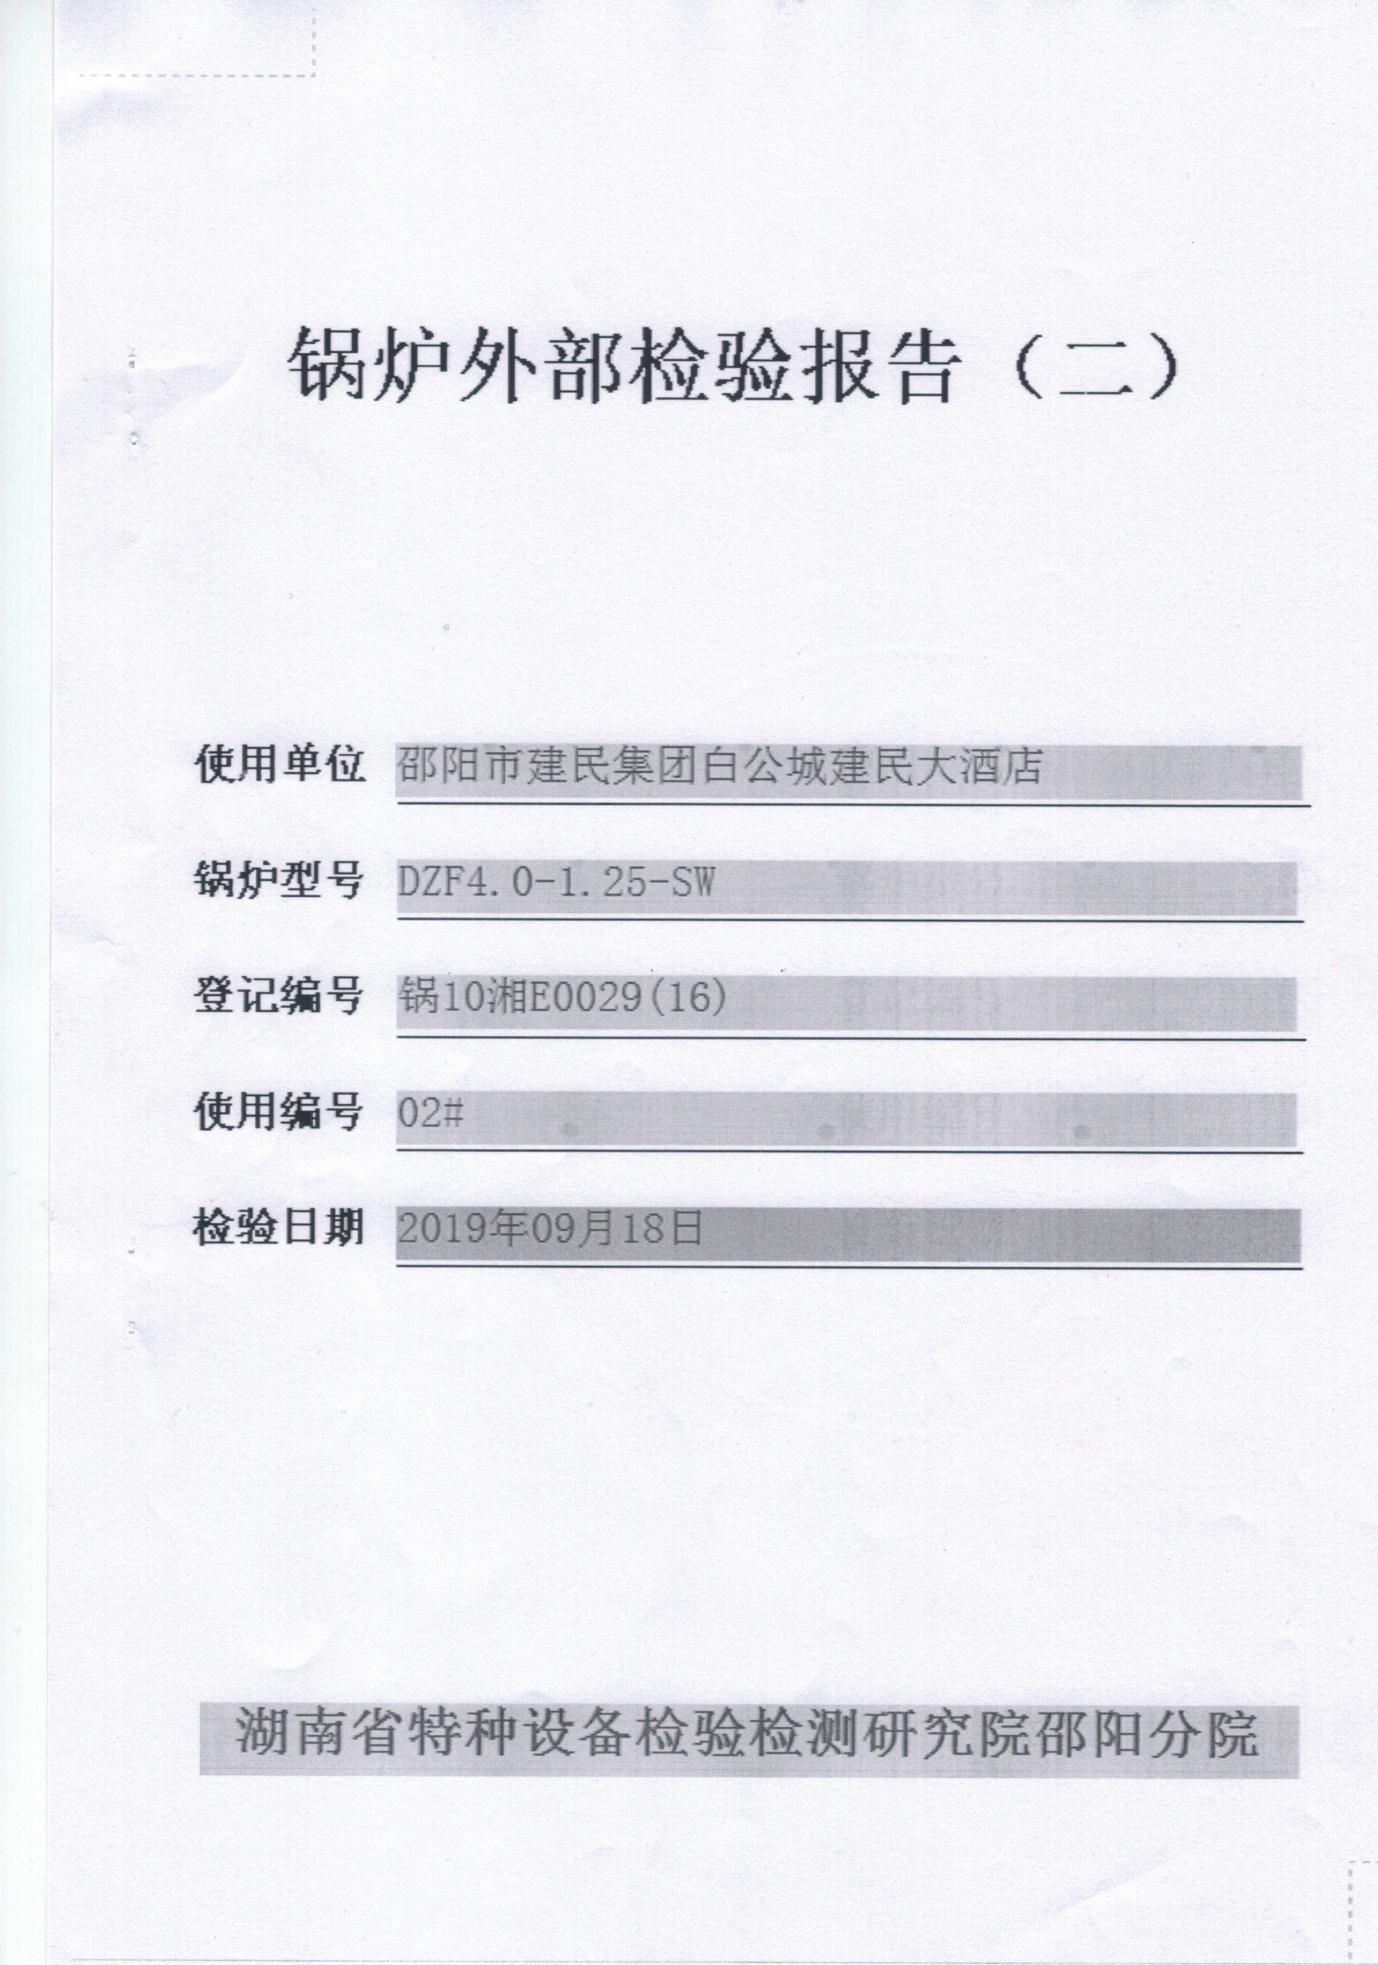 锅炉外部检验报告（二）
使用单位 邵阳市建民集团白公城建民大酒店
锅炉型号 DZF4.0-1.25-SW
登记编号 锅10湘E0029(16)
使用编号 02#
检验日期 2019年09月18日
湖南省特种设备检验检测研究院邵阳分院